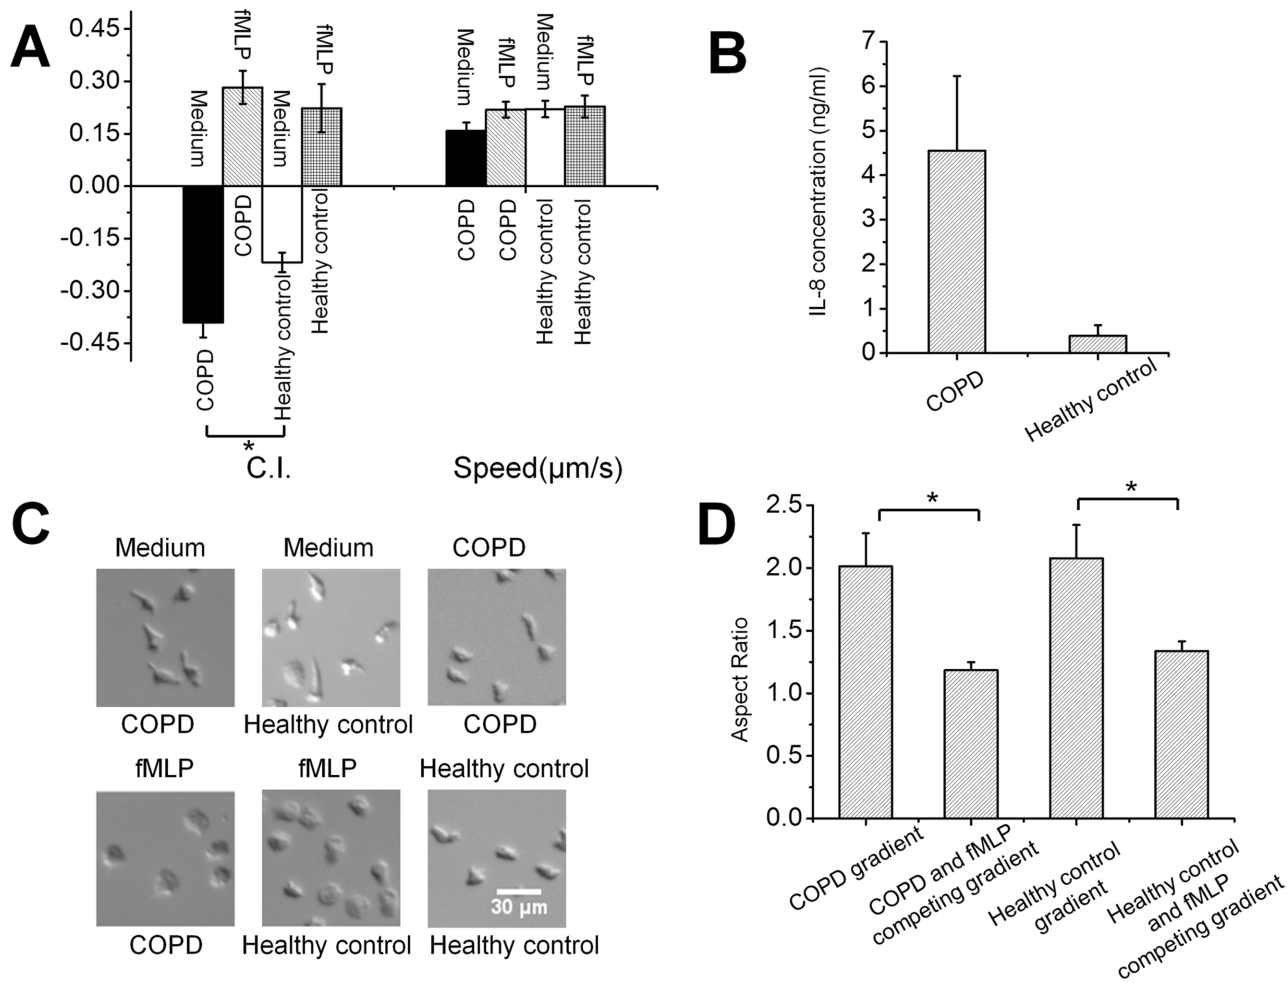 A
0.45
0.30
0.15
0.00
-0.15
-0.30
-0.45
Medium
fMLP
Medium
fMLP
COPD
COPD
Healthy control
Healthy control
*
C.I.
Medium
fMLP
Medium
fMLP
COPD
COPD
Healthy control
Healthy control
Speed(μm/s)
B
IL-8 concentration (ng/ml)
7
6
5
4
3
2
1
0
COPD
Healthy control
C
Medium
Medium
COPD
COPD
Healthy control
COPD
fMLP
fMLP
Healthy control
30 μm
COPD
Healthy control
Healthy control
D
Aspect Ratio
2.5
2.0
1.5
1.0
0.5
0.0
*
*
COPD gradient
COPD and fMLP
competing gradient
Healthy control
gradient
Healthy control
and fMLP
competing gradient